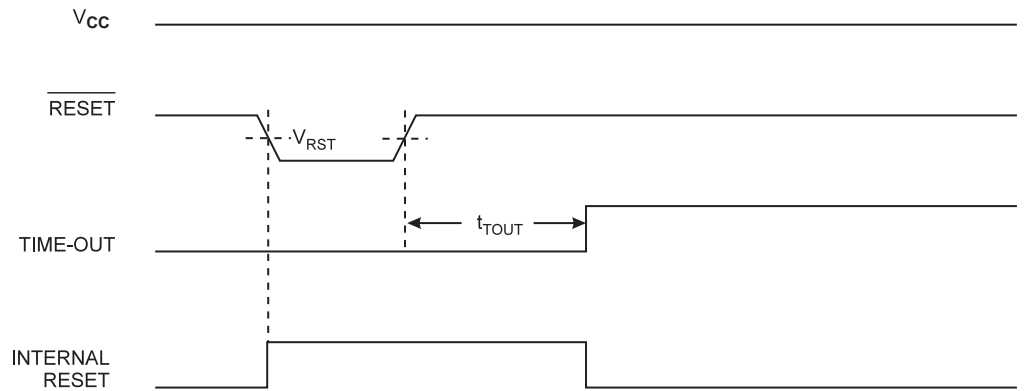 VCC
RESET
VRST
tTOUT
TIME-OUT
INTERNAL
RESET